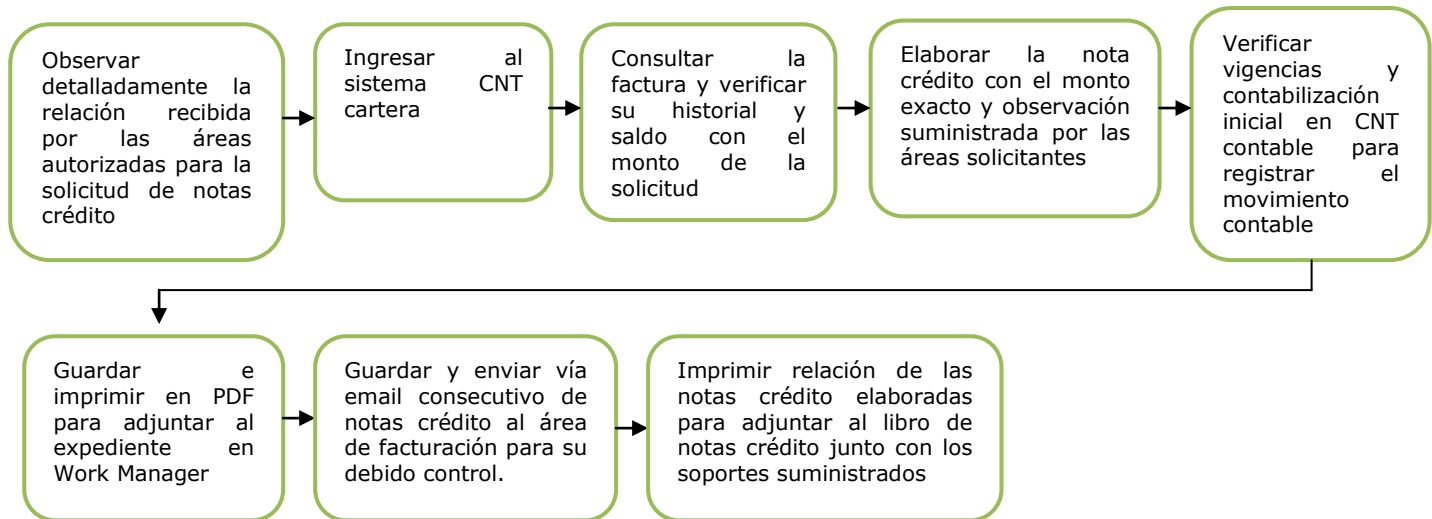 Observar
detalladamente la
relación recibida
por las áreas
autorizadas para la
solicitud de notas
crédito
Ingresar al
sistema CNT
cartera
Consultar la
factura y verificar
su historial y
saldo con el
monto de la
solicitud
Elaborar la nota
crédito con el monto
exacto y observación
suministrada por las
áreas solicitantes
Verificar
vigencias y
contabilización
inicial en CNT
contable para
registrar el
movimiento
contable
Guardar e
imprimir en PDF
para adjuntar al
expediente en
Work Manager
Guardar y enviar vía
email consecutivo de
notas crédito al área
de facturación para su
debido control.
Imprimir relación de las
notas crédito elaboradas
para adjuntar al libro de
notas crédito junto con los
soportes suministrados